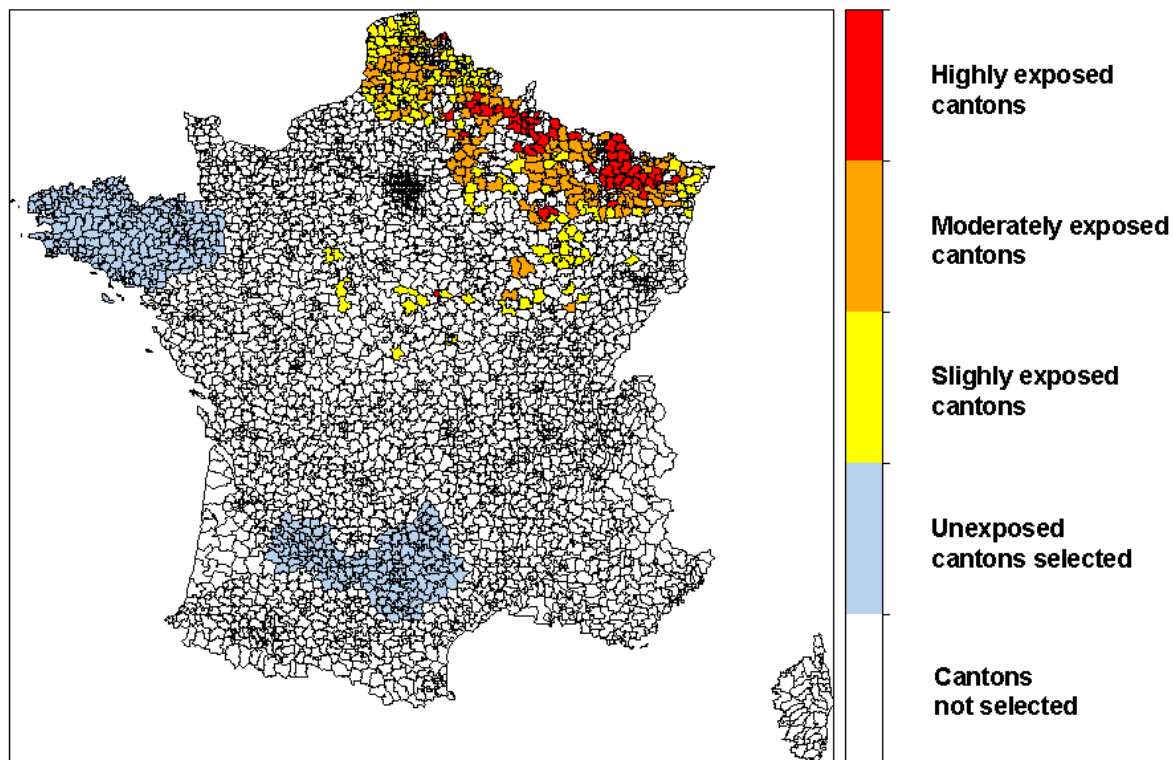 Highly exposed
cantons
Moderately exposed
cantons
Slighly exposed
cantons
Unexposed
cantons selected
Cantons
not selected